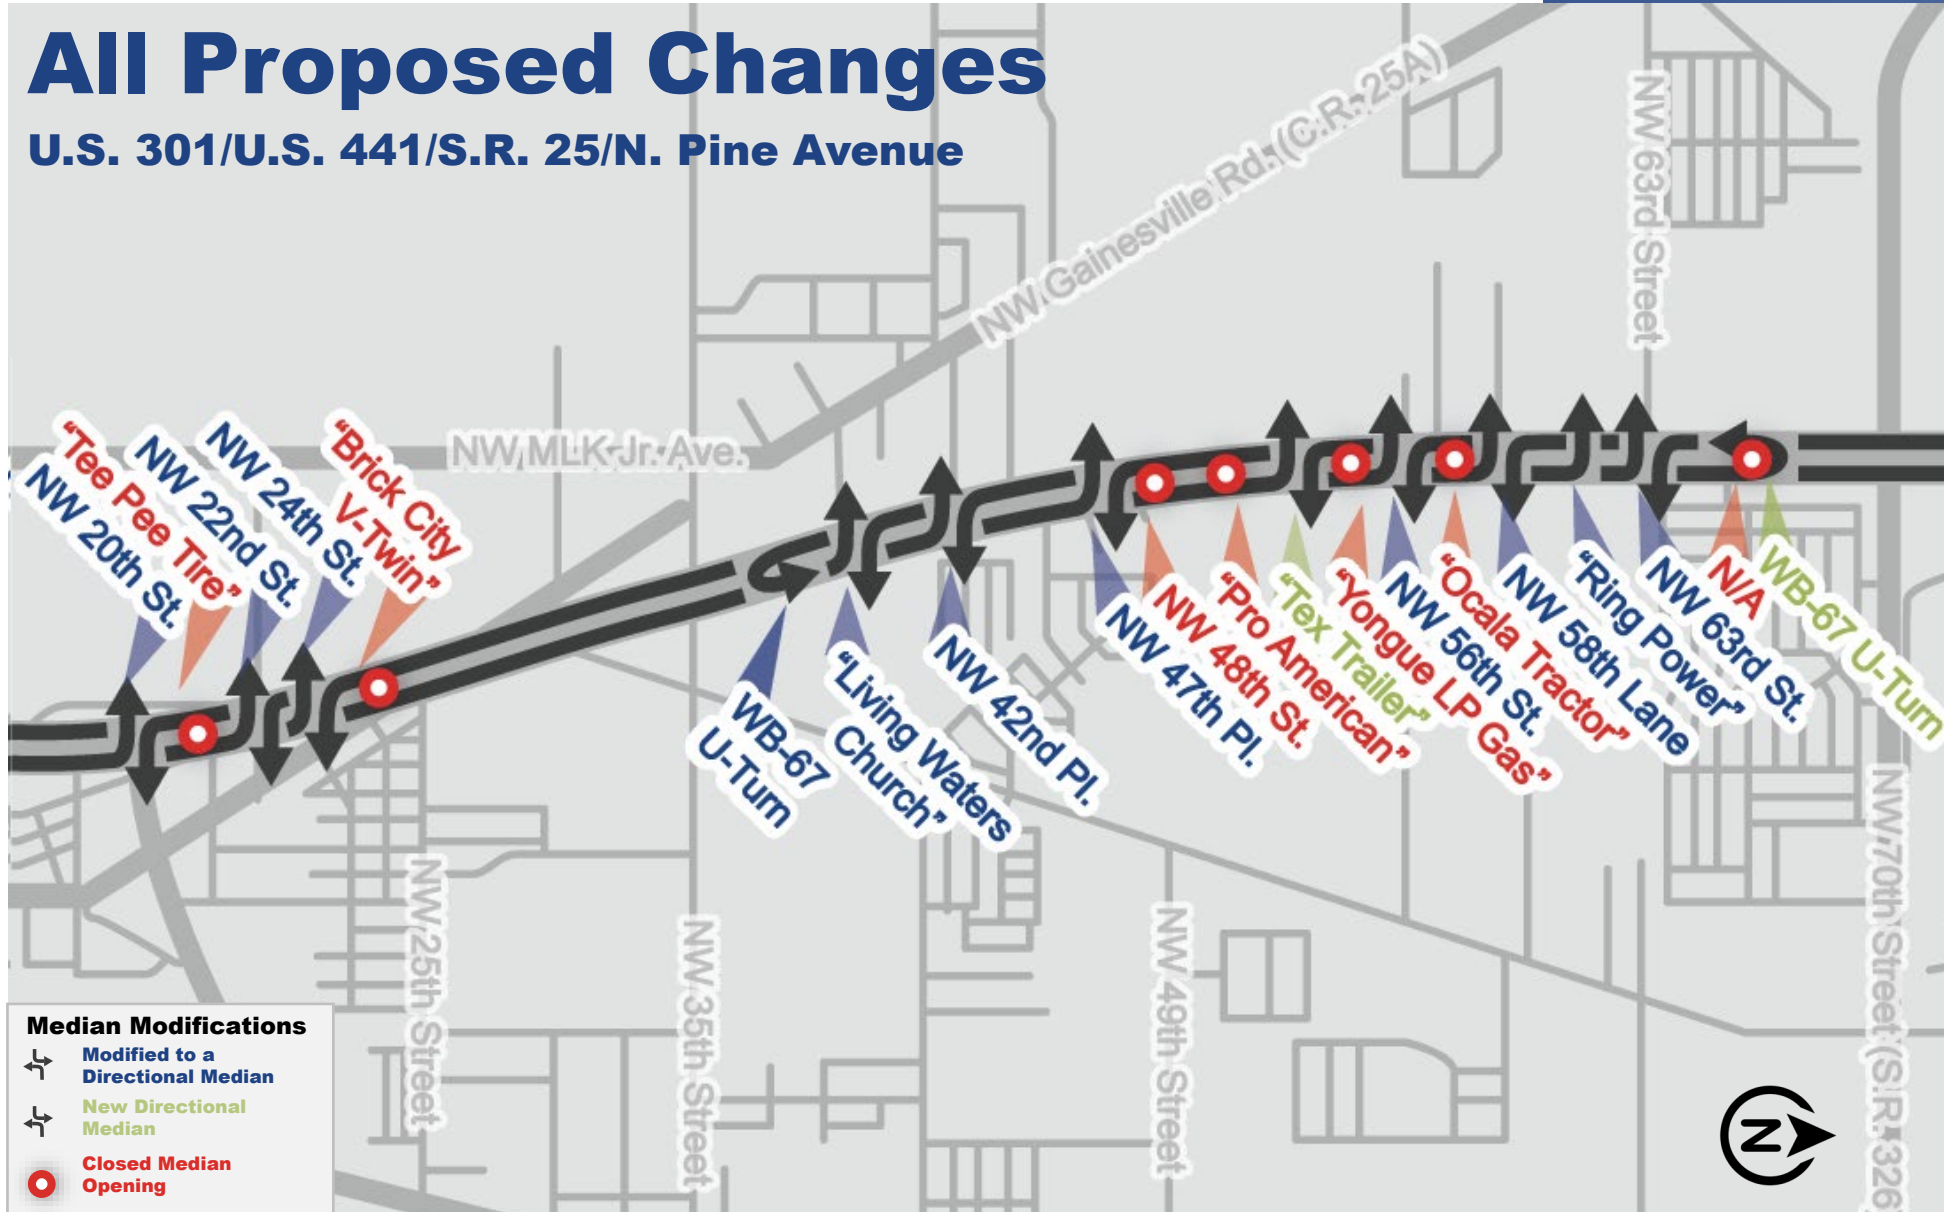 All Proposed Changes
U.S. 301/U.S. 441/S.R. 25/N. Pine Avenue
NW Gainesville Rd. (C.R. 25A)
NW 63rd Street
NW MLK Jr. Ave.
NW 20th St.
“Tee Pee Tire”
NW 22nd St.
NW 24th St.
“Brick City
V-Twin”
WB-67
U-Turn
“Living Waters
Church”
NW 42nd Pl.
NW 47th Pl.
NW 48th St.
“Pro American”
“Tex Trailer”
“Yongue LP Gas”
NW 56th St.
“Ocala Tractor”
NW 58th Lane
“Ring Power”
NW 63rd St.
N/A
WB-67 U-Turn
NW 25th Street
NW 35th Street
NW 49th Street
NW 70th Street (S.R. 326
Median Modifications
Modified to a
Directional Median
New Directional
Median
Closed Median
Opening
N